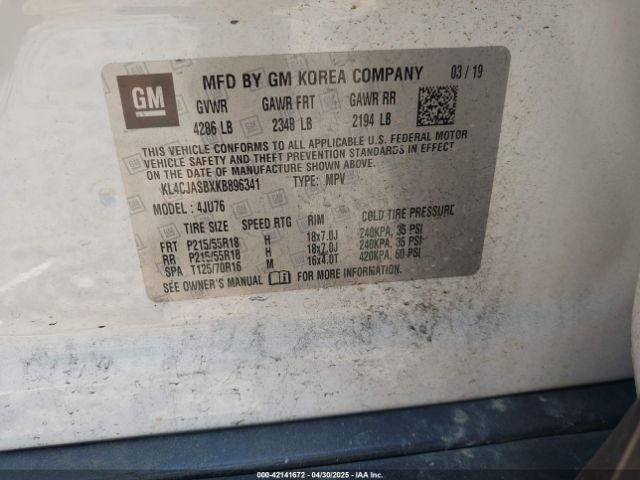 GM
MFD BY GM KOREA COMPANY 03 / 19
GVWR GAWR FRT GAWR RR
4286 LB 2348 LB 2194 LB
THIS VEHICLE CONFORMS TO ALL APPLICABLE U.S. FEDERAL MOTOR
VEHICLE SAFETY AND THEFT PREVENTION STANDARDS IN EFFECT
ON THE DATE OF MANUFACTURE SHOWN ABOVE.
KL4CJASBXKB896341 TYPE: MPV
MODEL : 4JU76
TIRE SIZE SPEED RTG RIM COLD TIRE PRESSURE
FRT P215/55R18 H 18x7.0J 240KPA, 35 PSI
RR P215/55R18 H 18x7.0J 240KPA, 35 PSI
SPA T125/70R16 M 16x4.0T 420KPA, 60 PSI
SEE OWNER'S MANUAL FOR MORE INFORMATION.
000-42141672 - 04/30/2025 - IAA Inc.